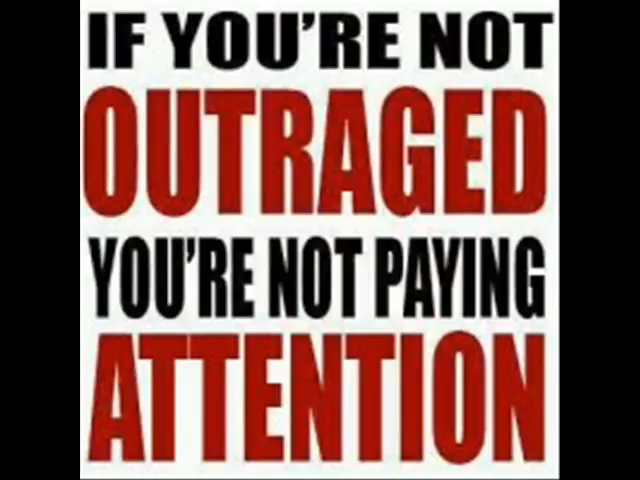 IF YOU'RE NOT
OUTRAGED
YOU'RE NOT PAYING
ATTENTION